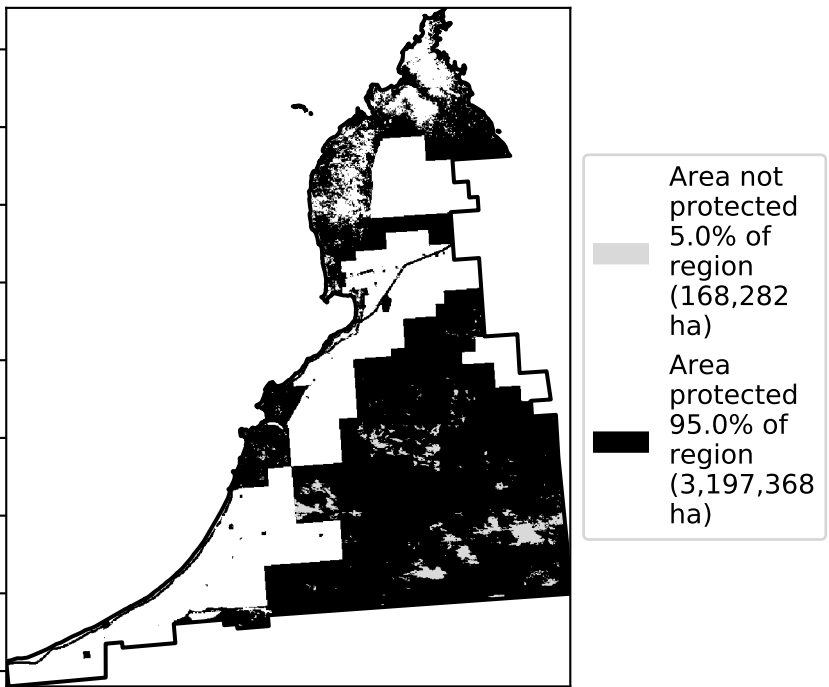 Area not
protected
5.0% of
region
(168,282
ha)
Area
protected
95.0% of
region
(3,197,368
ha)